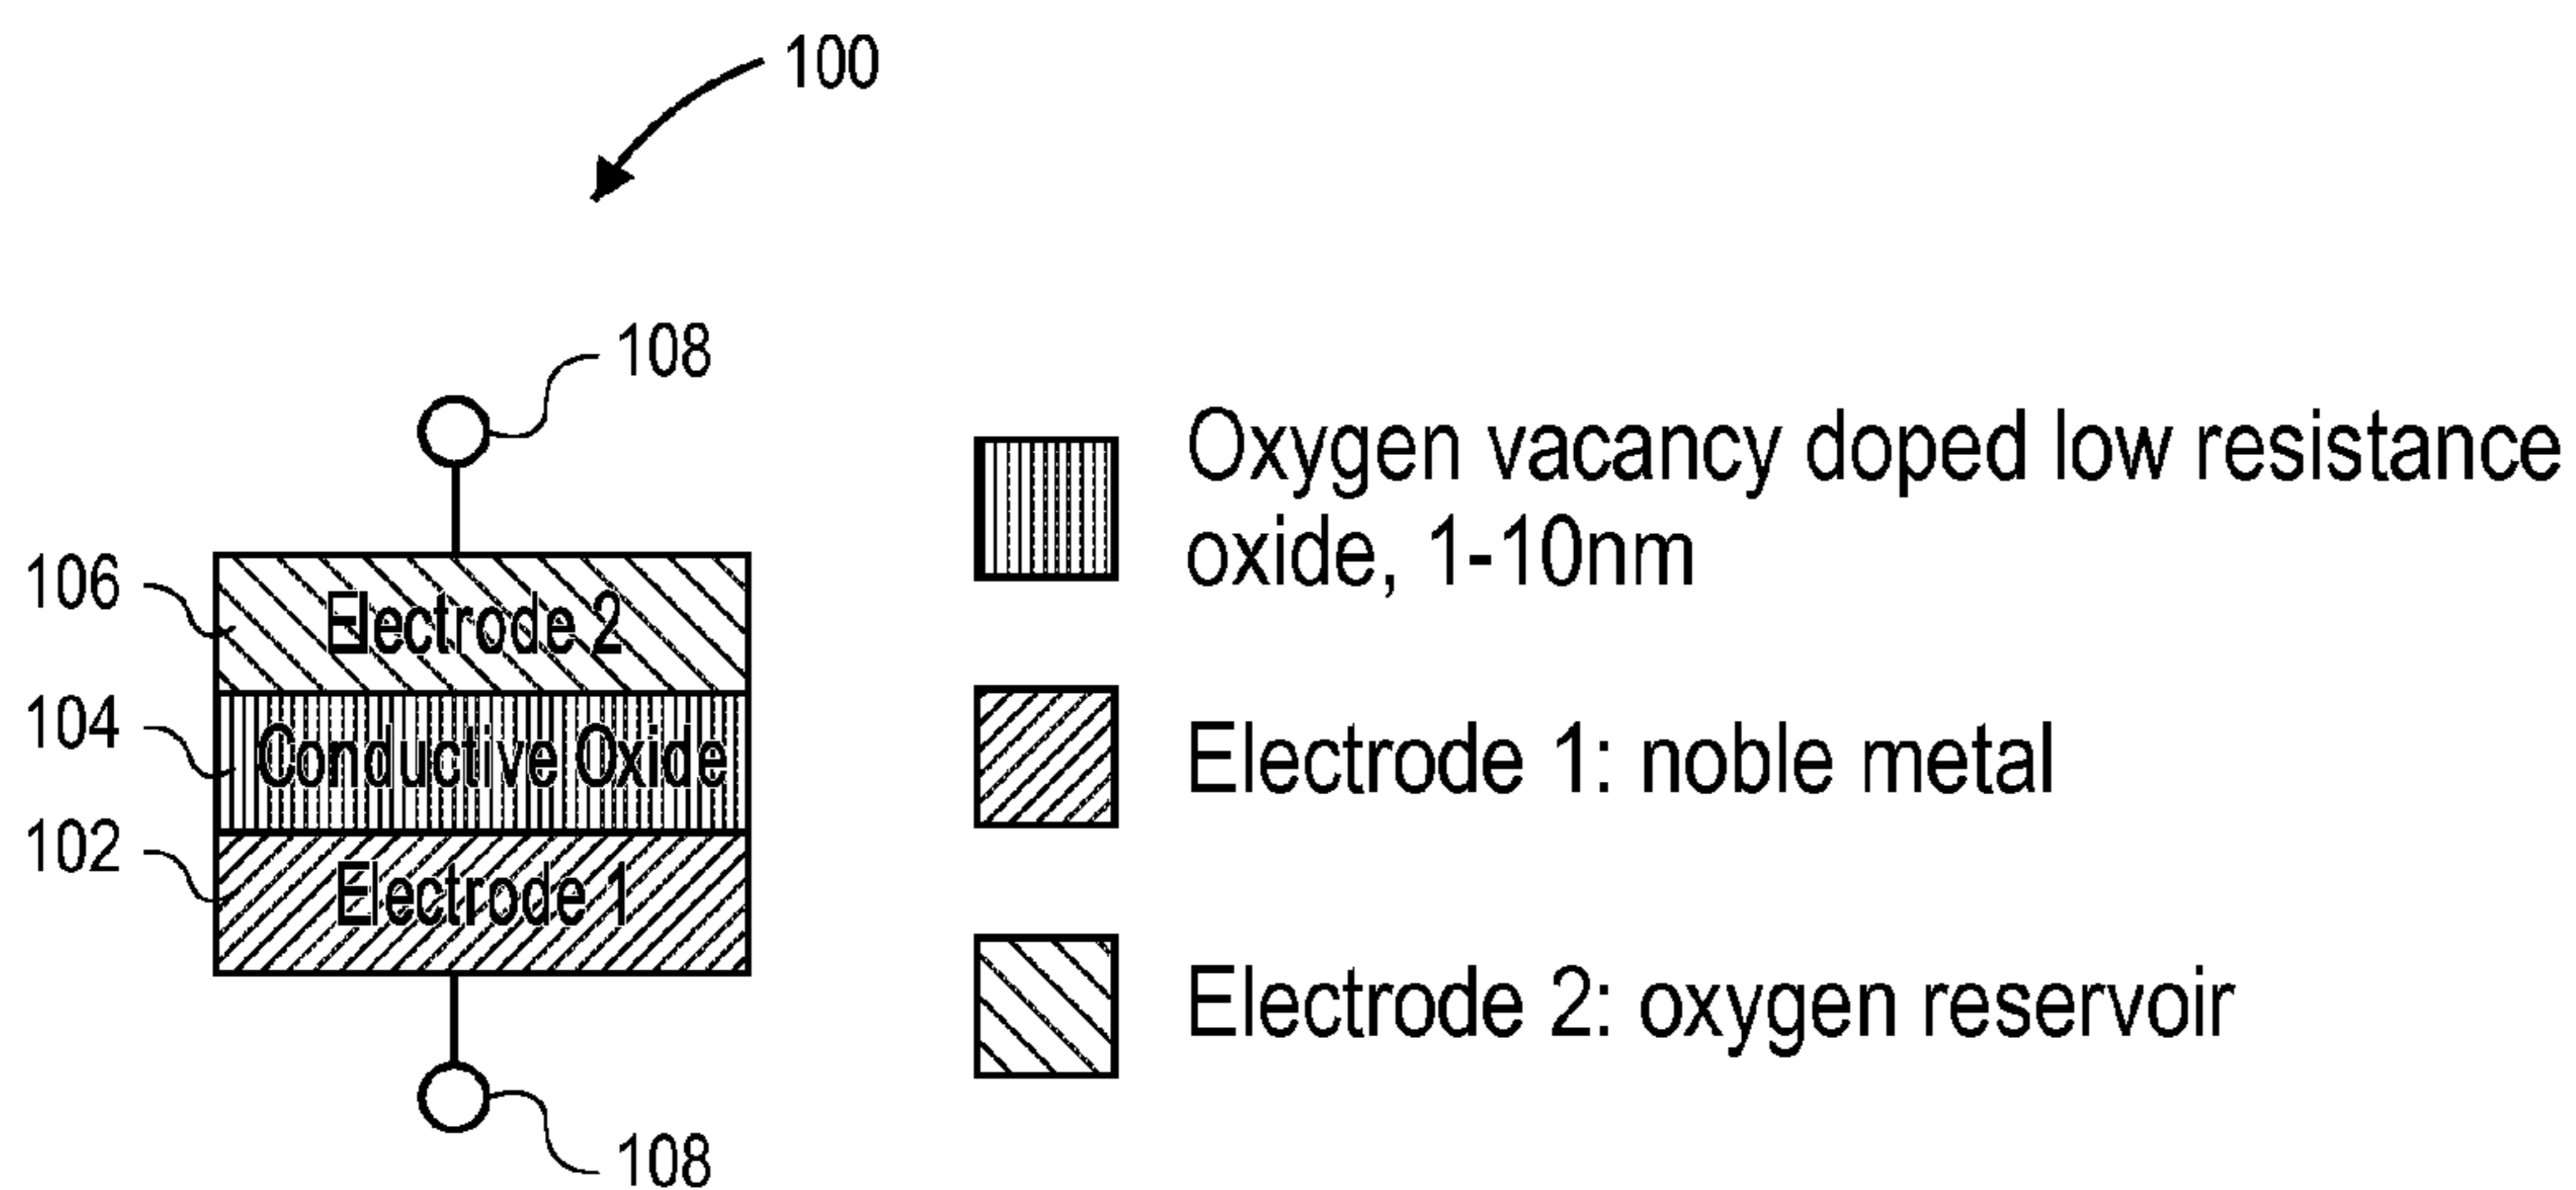 100
108
106
Electrode 2
104
Conductive Oxide
102
Electrode 1
108
Oxygen vacancy doped low resistance
oxide, 1-10nm
Electrode 1: noble metal
Electrode 2: oxygen reservoir